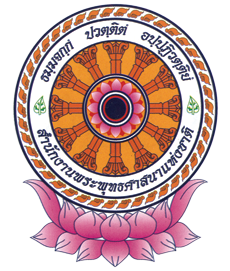 ธมฺมจกฺกํ ปวตฺติตํ อปฺปฏิวตฺติยํ
สำนักงานพระพุทธศาสนาแห่งชาติ